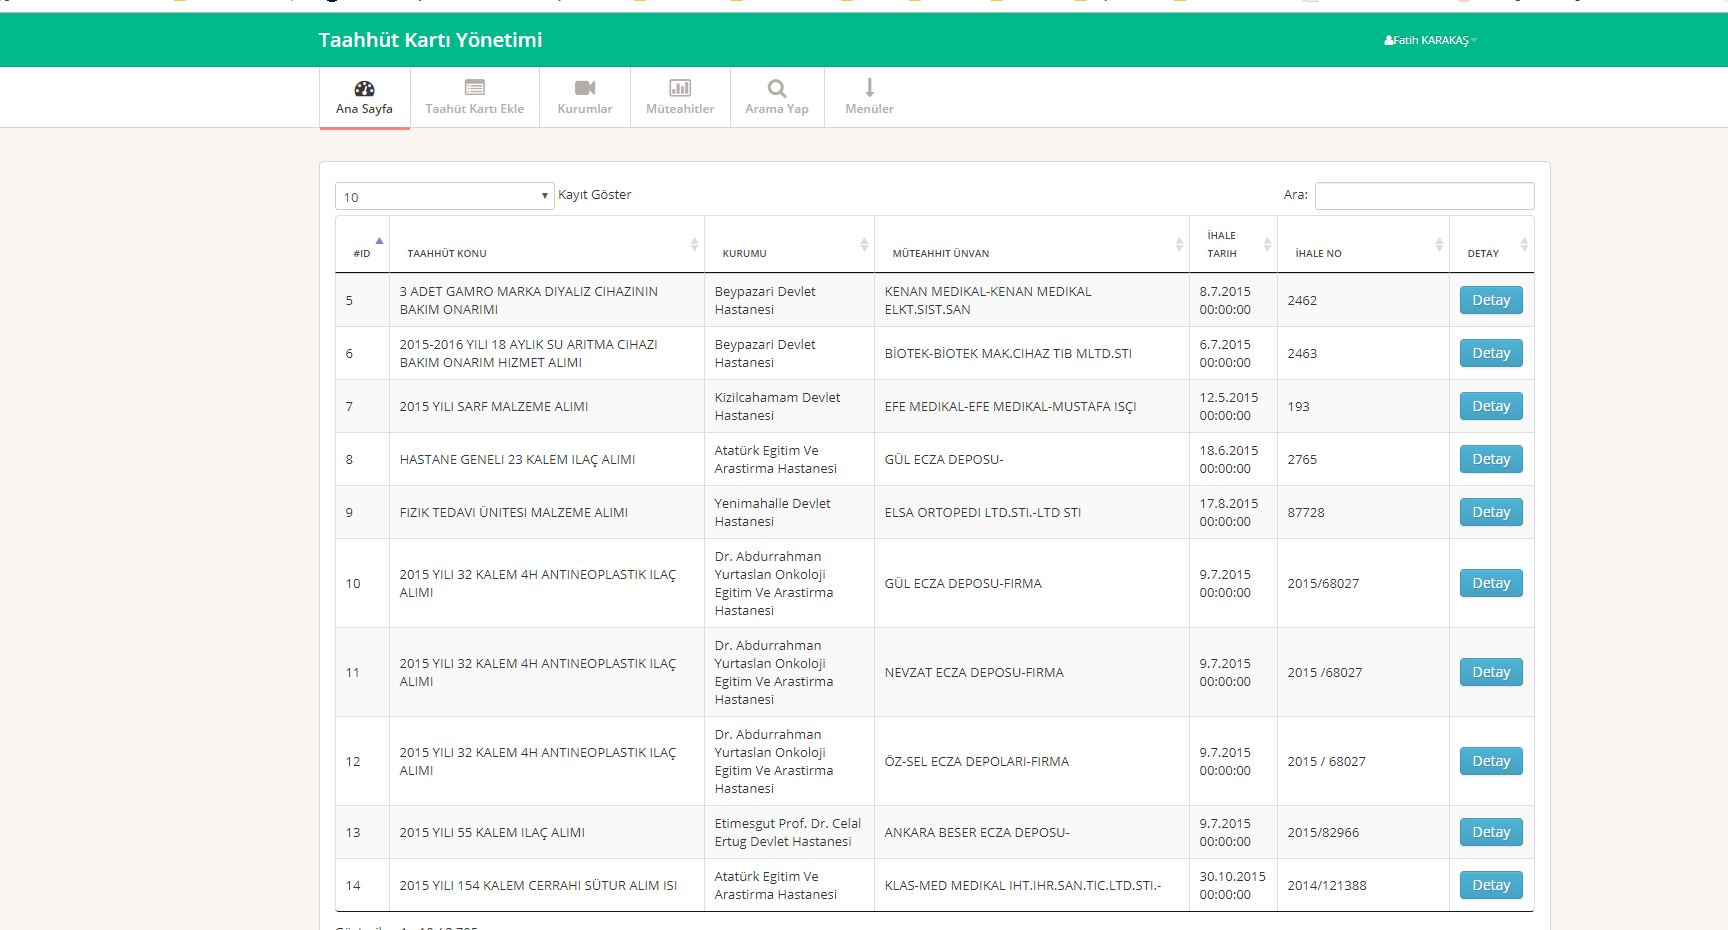 Taahhüt Kartı Yönetimi
Fatih KARAKAŞ
Ana Sayfa
Taahüt Kartı Ekle
Kurumlar
Müteahitler
Arama Yap
Menüler
10
Kayıt Göster
Ara:
#ID
TAAHHÜT KONU
KURUMU
MÜTEAHHIT ÜNVAN
İHALE
TARIH
İHALE NO
DETAY
5
3 ADET GAMRO MARKA DIYALIZ CIHAZININ
BAKIM ONARIMI
Beypazari Devlet
Hastanesi
KENAN MEDIKAL-KENAN MEDIKAL
ELKT.SIST.SAN
8.7.2015
00:00:00
2462
Detay
6
2015-2016 YILI 18 AYLIK SU ARITMA CIHAZI
BAKIM ONARIM HIZMET ALIMI
Beypazari Devlet
Hastanesi
BİOTEK-BİOTEK MAK.CIHAZ TIB MLTD.STI
6.7.2015
00:00:00
2463
Detay
7
2015 YILI SARF MALZEME ALIMI
Kizilcahamam Devlet
Hastanesi
EFE MEDIKAL-EFE MEDIKAL-MUSTAFA ISÇI
12.5.2015
00:00:00
193
Detay
8
HASTANE GENELI 23 KALEM ILAÇ ALIMI
Atatürk Egitim Ve
Arastirma Hastanesi
GÜL ECZA DEPOSU-
18.6.2015
00:00:00
2765
Detay
9
FIZIK TEDAVI ÜNITESI MALZEME ALIMI
Yenimahalle Devlet
Hastanesi
ELSA ORTOPEDI LTD.STI.-LTD STI
17.8.2015
00:00:00
87728
Detay
10
2015 YILI 32 KALEM 4H ANTINEOPLASTIK ILAÇ
ALIMI
Dr. Abdurrahman
Yurtaslan Onkoloji
Egitim Ve Arastirma
Hastanesi
GÜL ECZA DEPOSU-FIRMA
9.7.2015
00:00:00
2015/68027
Detay
11
2015 YILI 32 KALEM 4H ANTINEOPLASTIK ILAÇ
ALIMI
Dr. Abdurrahman
Yurtaslan Onkoloji
Egitim Ve Arastirma
Hastanesi
NEVZAT ECZA DEPOSU-FIRMA
9.7.2015
00:00:00
2015 /68027
Detay
12
2015 YILI 32 KALEM 4H ANTINEOPLASTIK ILAÇ
ALIMI
Dr. Abdurrahman
Yurtaslan Onkoloji
Egitim Ve Arastirma
Hastanesi
ÖZ-SEL ECZA DEPOLARI-FIRMA
9.7.2015
00:00:00
2015 / 68027
Detay
13
2015 YILI 55 KALEM ILAÇ ALIMI
Etimesgut Prof. Dr. Celal
Ertug Devlet Hastanesi
ANKARA BESER ECZA DEPOSU-
9.7.2015
00:00:00
2015/82966
Detay
14
2015 YILI 154 KALEM CERRAHI SÜTUR ALIM ISI
Atatürk Egitim Ve
Arastirma Hastanesi
KLAS-MED MEDIKAL IHT.IHR.SAN.TIC.LTD.STI.-
30.10.2015
00:00:00
2014/121388
Detay